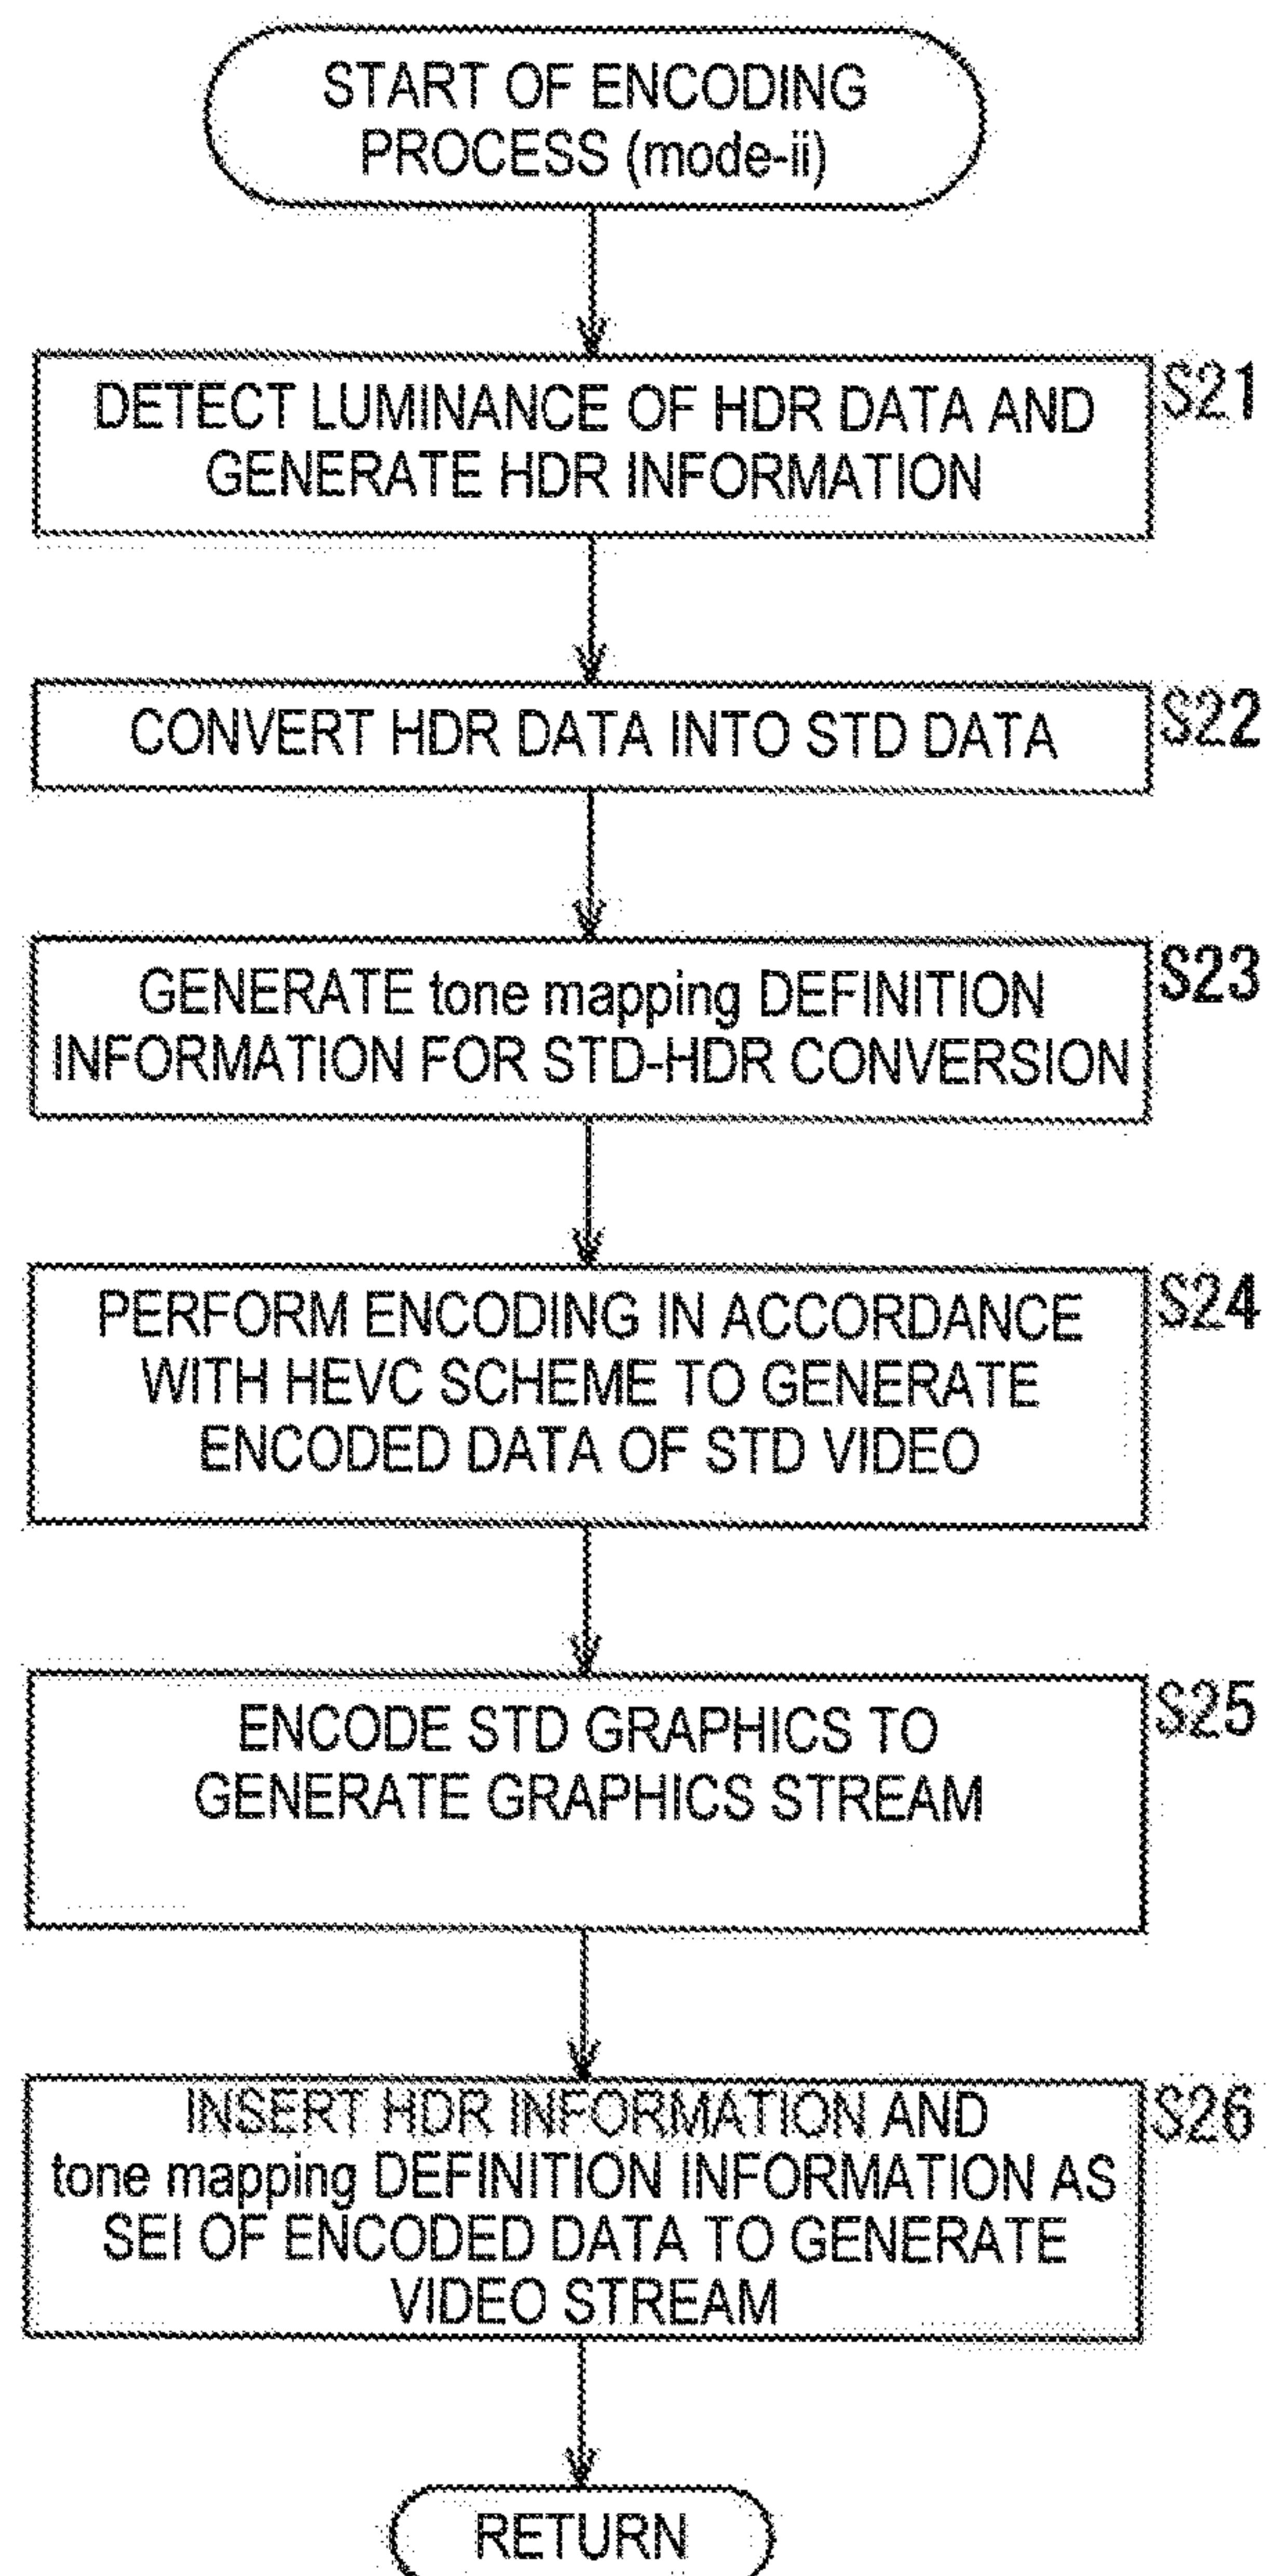 START OF ENCODING
PROCESS (mode-ii)
DETECT LUMINANCE OF HDR DATA AND
GENERATE HDR INFORMATION
S21
CONVERT HDR DATA INTO STD DATA
S22
GENERATE tone mapping DEFINITION
INFORMATION FOR STD-HDR CONVERSION
S23
PERFORM ENCODING IN ACCORDANCE
WITH HEVC SCHEME TO GENERATE
ENCODED DATA OF STD VIDEO
S24
ENCODE STD GRAPHICS TO
GENERATE GRAPHICS STREAM
S25
INSERT HDR INFORMATION AND
tone mapping DEFINITION INFORMATION AS
SEI OF ENCODED DATA TO GENERATE
VIDEO STREAM
S26
RETURN